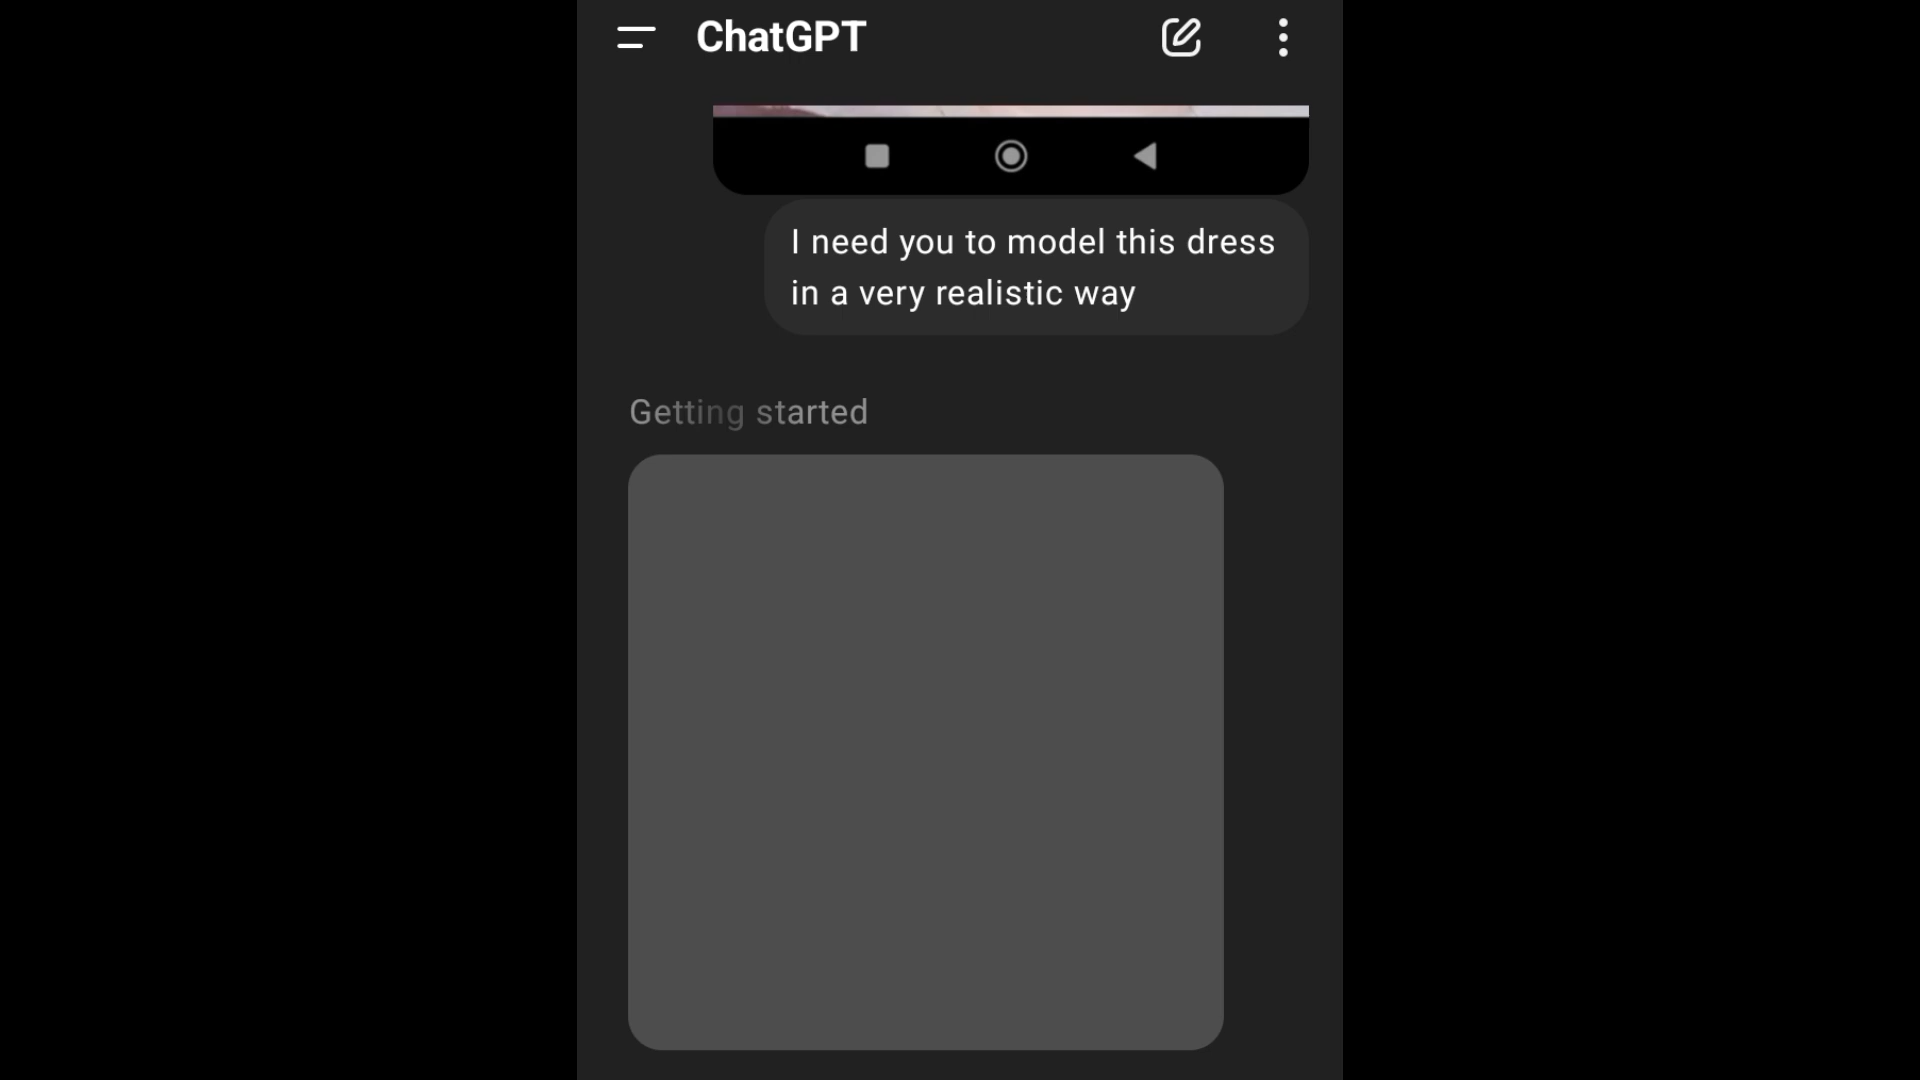 ChatGPT
I need you to model this dress
in a very realistic way
Getting started